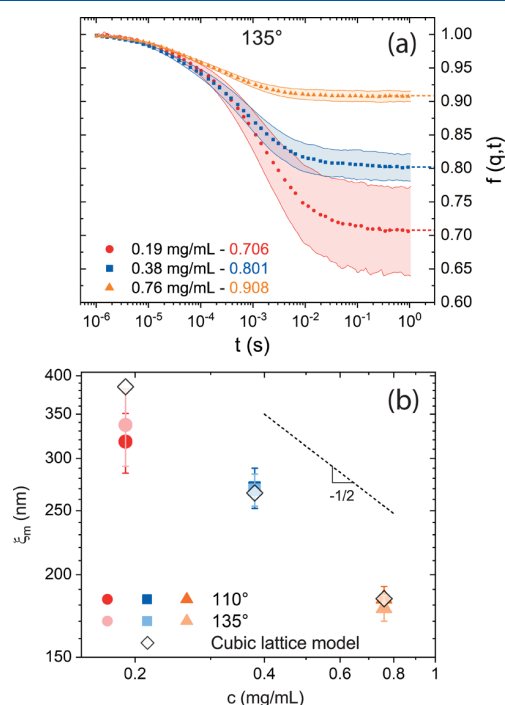 135°
(a)
1.00
0.95
0.90
0.85
0.80
0.75
0.70
0.65
0.60
f (q,t)
0.19 mg/mL - 0.706
0.38 mg/mL - 0.801
0.76 mg/mL - 0.908
10⁻⁶ 10⁻⁵ 10⁻⁴ 10⁻³ 10⁻² 10⁻¹ 10⁰
t (s)
(b)
400
350
300
250
200
150
ξm (nm)
-1/2
110°
135°
Cubic lattice model
0.2 0.4 0.6 0.8 1
c (mg/mL)